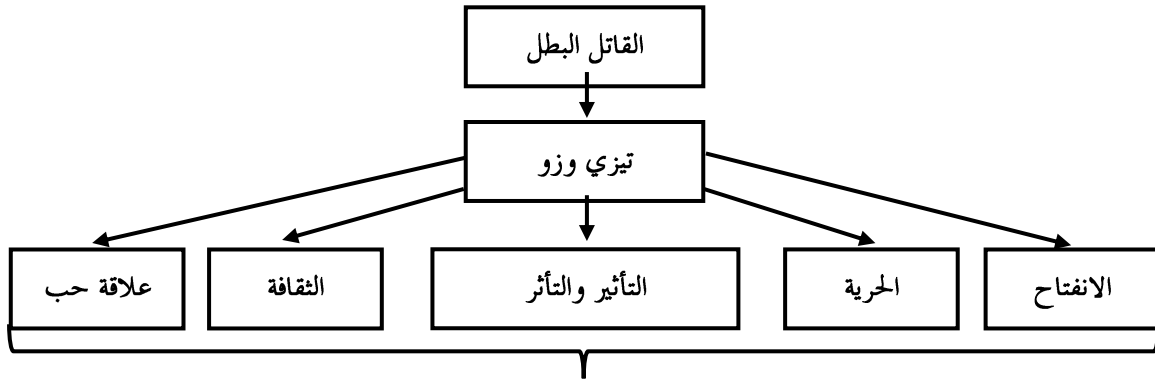 القاتل البطل
تيزي وزو
الانفتاح
الحرية
التأثير والتأثر
الثقافة
علاقة حب